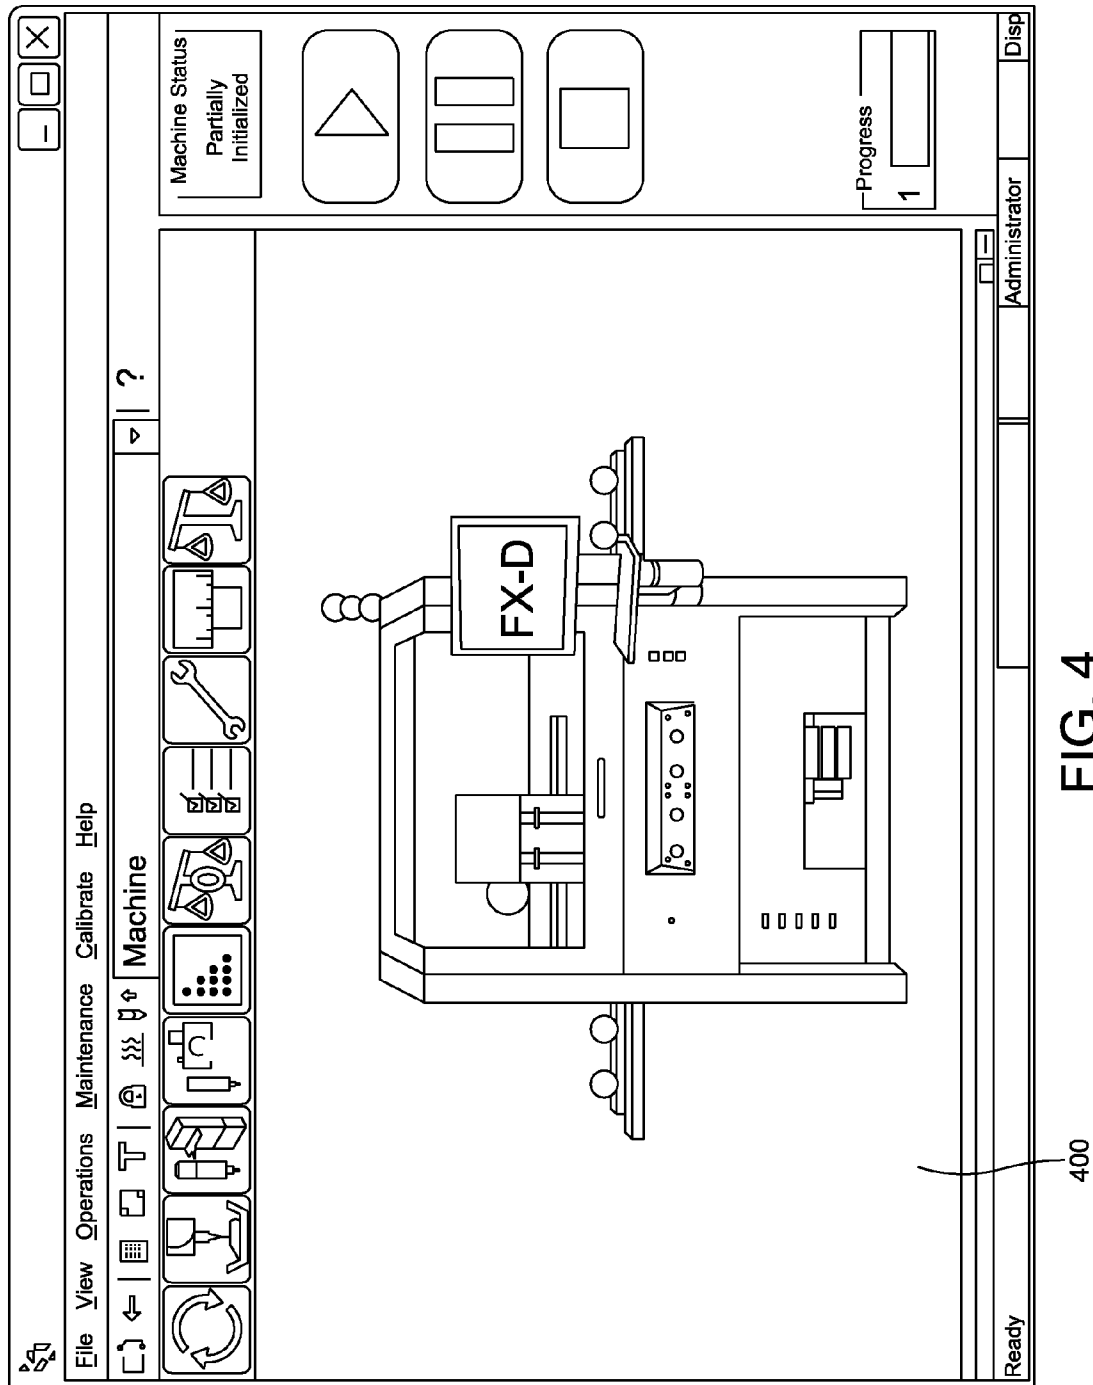 File View Operations Maintenance Calibrate Help
Machine
?
Machine Status
Partially
Initialized
FX-D
Progress
1
Ready
Administrator
Disp
400
FIG. 4